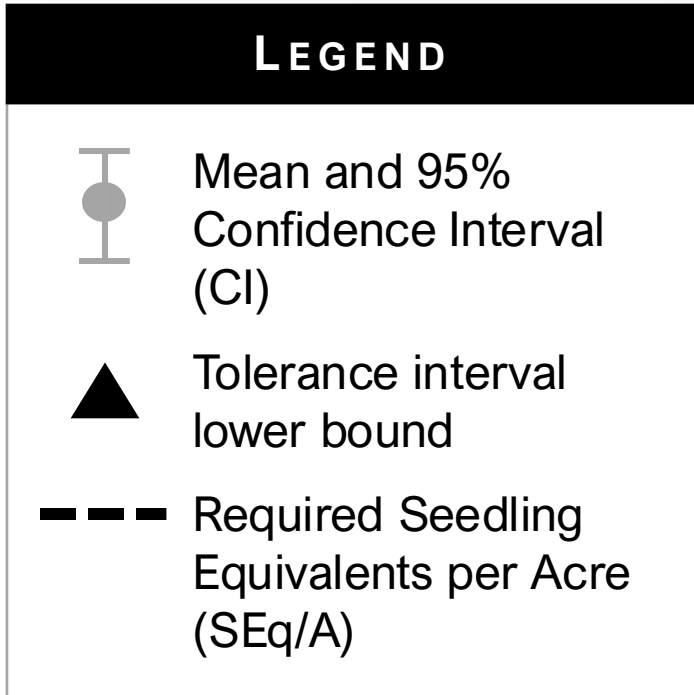 LEGEND
Mean and 95%
Confidence Interval
(CI)
Tolerance interval
lower bound
Required Seedling
Equivalents per Acre
(SEq/A)